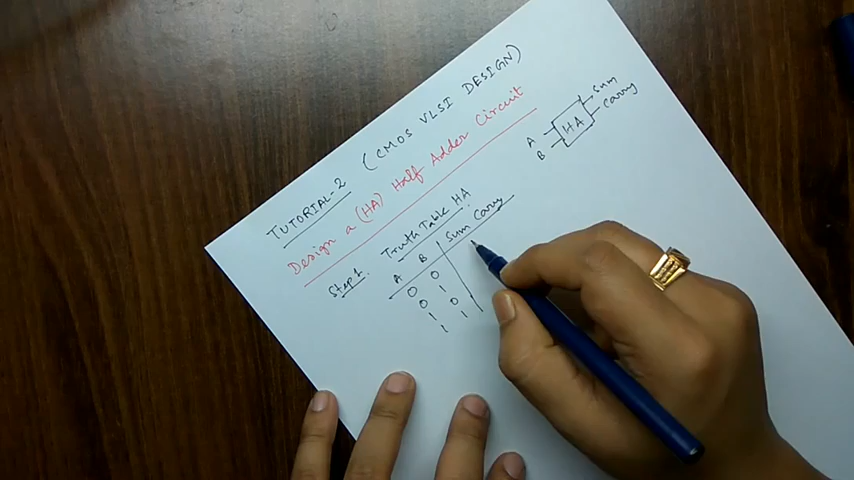 TUTORIAL-2 (CMOS VLSI DESIGN)
Design a (HA) Half Adder Circuit
HA
A
B
Sum
Carry
Step 1. Truth Table HA
A B Sum Carry
0 0
0 1
1 0
1 1